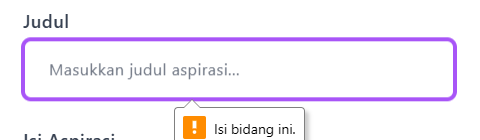 Judul
Masukkan judul aspirasi...
Isi bidang ini.
Isi Aspirasi